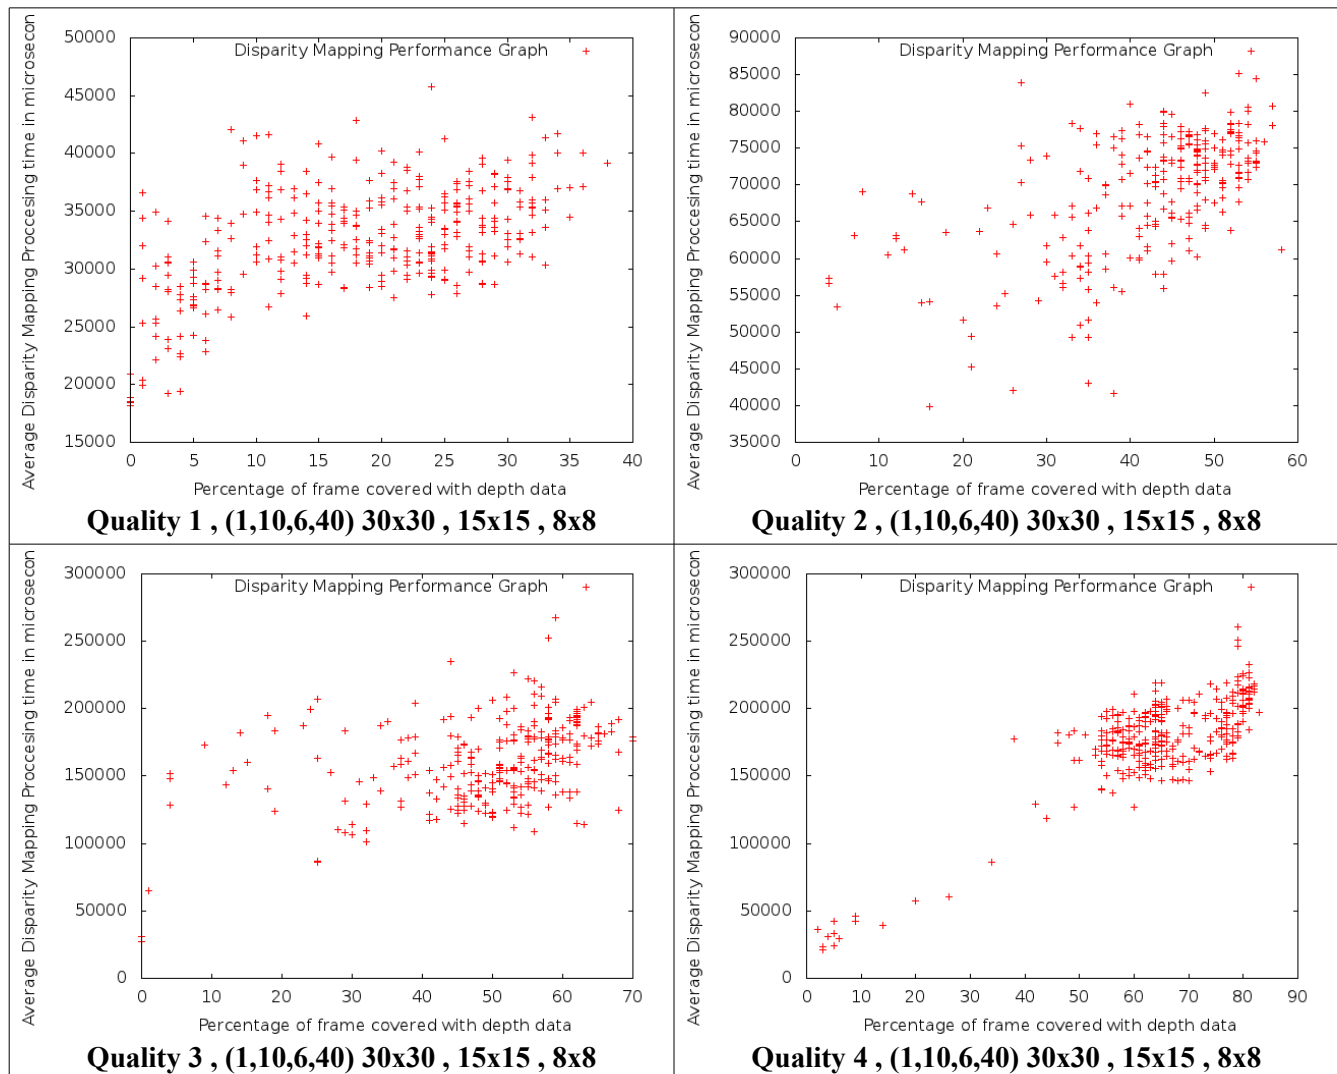 Disparity Mapping Performance Graph
Average Disparity Mapping Proccesing time in microsecon
50000
45000
40000
35000
30000
25000
20000
15000
0 5 10 15 20 25 30 35 40
Percentage of frame covered with depth data
Quality 1 , (1,10,6,40) 30x30 , 15x15 , 8x8
Disparity Mapping Performance Graph
Average Disparity Mapping Proccesing time in microsecon
90000
85000
80000
75000
70000
65000
60000
55000
50000
45000
40000
35000
0 10 20 30 40 50 60
Percentage of frame covered with depth data
Quality 2 , (1,10,6,40) 30x30 , 15x15 , 8x8
Disparity Mapping Performance Graph
Average Disparity Mapping Proccesing time in microsecon
300000
250000
200000
150000
100000
50000
0
0 10 20 30 40 50 60 70
Percentage of frame covered with depth data
Quality 3 , (1,10,6,40) 30x30 , 15x15 , 8x8
Disparity Mapping Performance Graph
Average Disparity Mapping Proccesing time in microsecon
300000
250000
200000
150000
100000
50000
0
0 10 20 30 40 50 60 70 80 90
Percentage of frame covered with depth data
Quality 4 , (1,10,6,40) 30x30 , 15x15 , 8x8